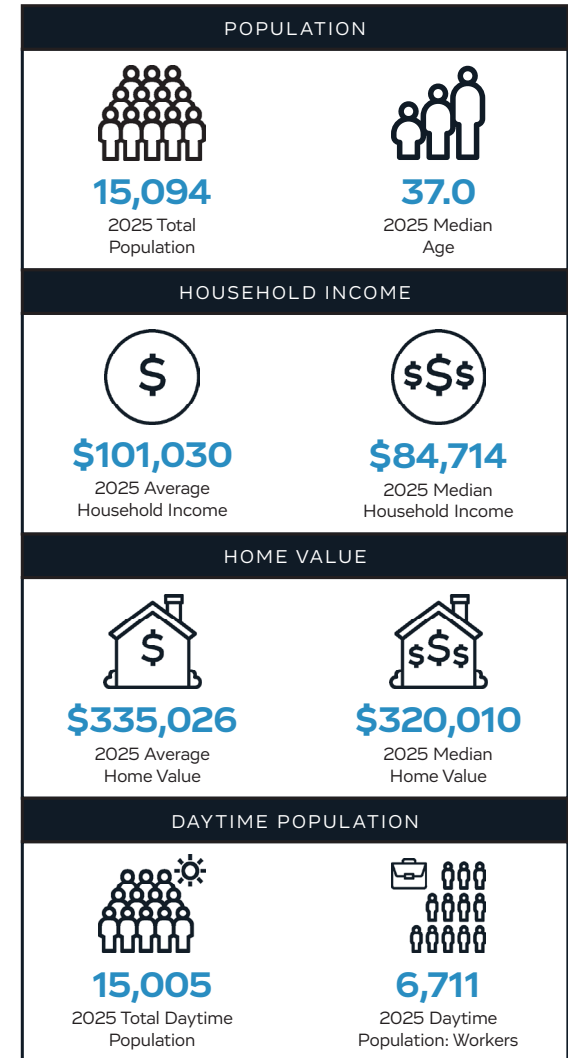 POPULATION
15,094
2025 Total
Population
37.0
2025 Median
Age
HOUSEHOLD INCOME
$
$101,030
2025 Average
Household Income
$$$
$84,714
2025 Median
Household Income
HOME VALUE
$
$335,026
2025 Average
Home Value
$$$
$320,010
2025 Median
Home Value
DAYTIME POPULATION
15,005
2025 Total Daytime
Population
6,711
2025 Daytime
Population: Workers